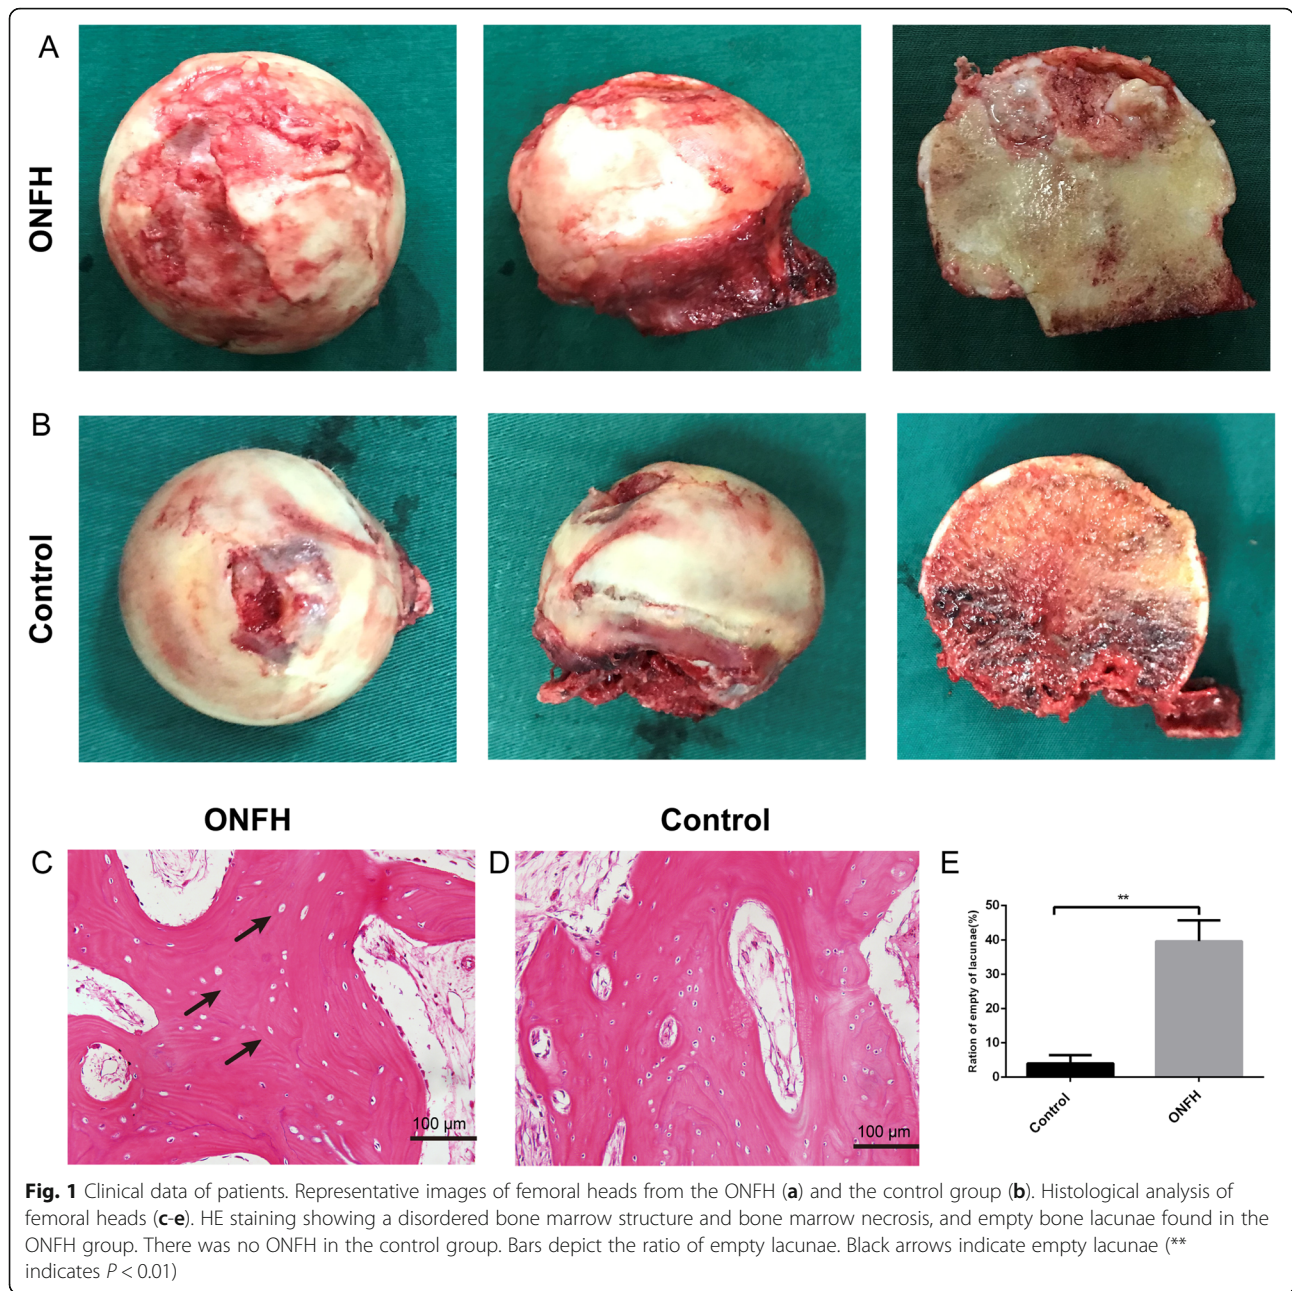 A
ONFH
B
Control
ONFH
Control
C
100 µm
D
100 µm
E
**
Ration of empty of lacunae(%)
50
40
30
20
10
0
Control
ONFH
Fig. 1 Clinical data of patients. Representative images of femoral heads from the ONFH (a) and the control group (b). Histological analysis of
femoral heads (c-e). HE staining showing a disordered bone marrow structure and bone marrow necrosis, and empty bone lacunae found in the
ONFH group. There was no ONFH in the control group. Bars depict the ratio of empty lacunae. Black arrows indicate empty lacunae (**
indicates P < 0.01)